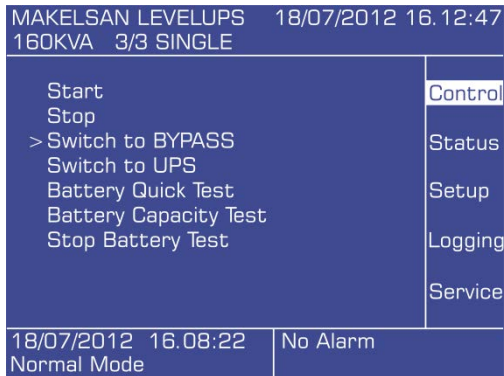 MAKELSAN LEVELUPS 18/07/2012 16.12:47
160KVA 3/3 SINGLE
Start
Stop
>Switch to BYPASS
Switch to UPS
Battery Quick Test
Battery Capacity Test
Stop Battery Test
Control
Status
Setup
Logging
Service
18/07/2012 16.08:22 No Alarm
Normal Mode